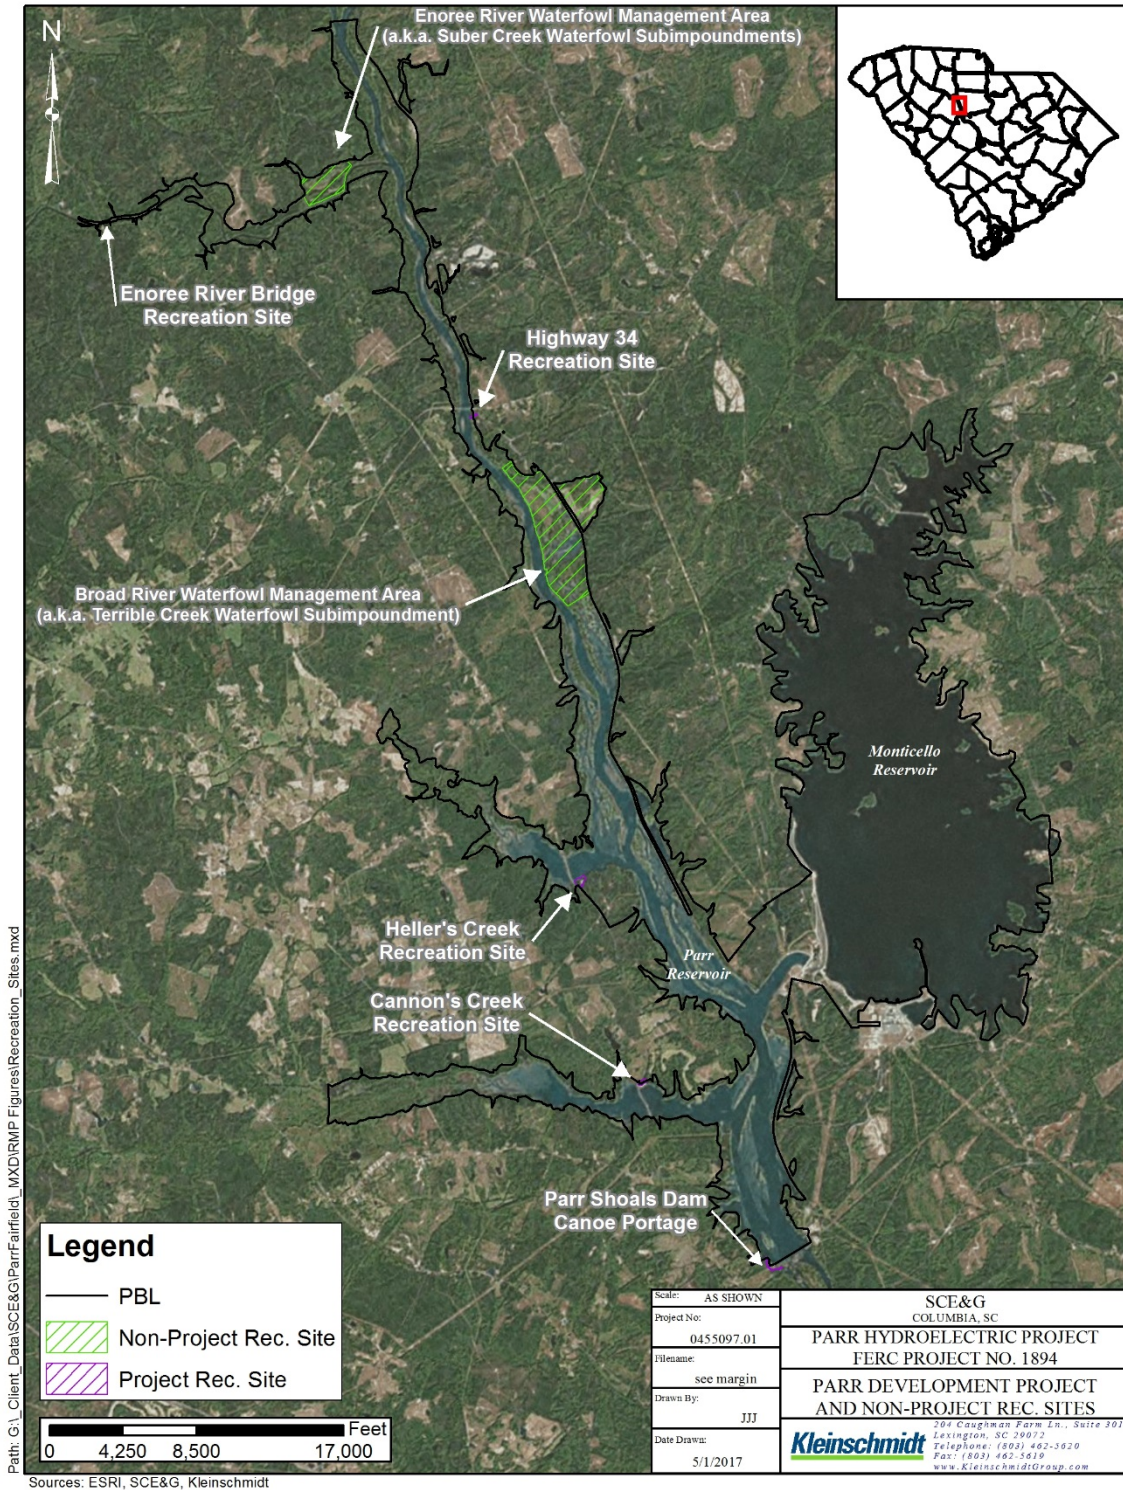 Enoree River Waterfowl Management Area
(a.k.a. Suber Creek Waterfowl Subimpoundments)
N
Enoree River Bridge
Recreation Site
Highway 34
Recreation Site
Broad River Waterfowl Management Area
(a.k.a. Terrible Creek Waterfowl Subimpoundment)
Monticello
Reservoir
Heller's Creek
Recreation Site
Parr
Reservoir
Cannon's Creek
Recreation Site
Parr Shoals Dam
Canoe Portage
Legend
PBL
Non-Project Rec. Site
Project Rec. Site
Feet
0 4,250 8,500 17,000
Scale: AS SHOWN
Project No:
0455097.01
Filename:
see margin
Drawn By:
JJJ
Date Drawn:
5/1/2017
SCE&G
COLUMBIA, SC
PARR HYDROELECTRIC PROJECT
FERC PROJECT NO. 1894
PARR DEVELOPMENT PROJECT
AND NON-PROJECT REC. SITES
Kleinschmidt
204 Caughman Farm Ln., Suite 301
Lexington, SC 29072
Telephone: (803) 462-5620
Fax: (803) 462-5619
www.KleinschmidtGroup.com
Path: G:\_Client_Data\SCE&G\ParrFairfield\_MXD\RMP Figures\Recreation_Sites.mxd
Sources: ESRI, SCE&G, Kleinschmidt